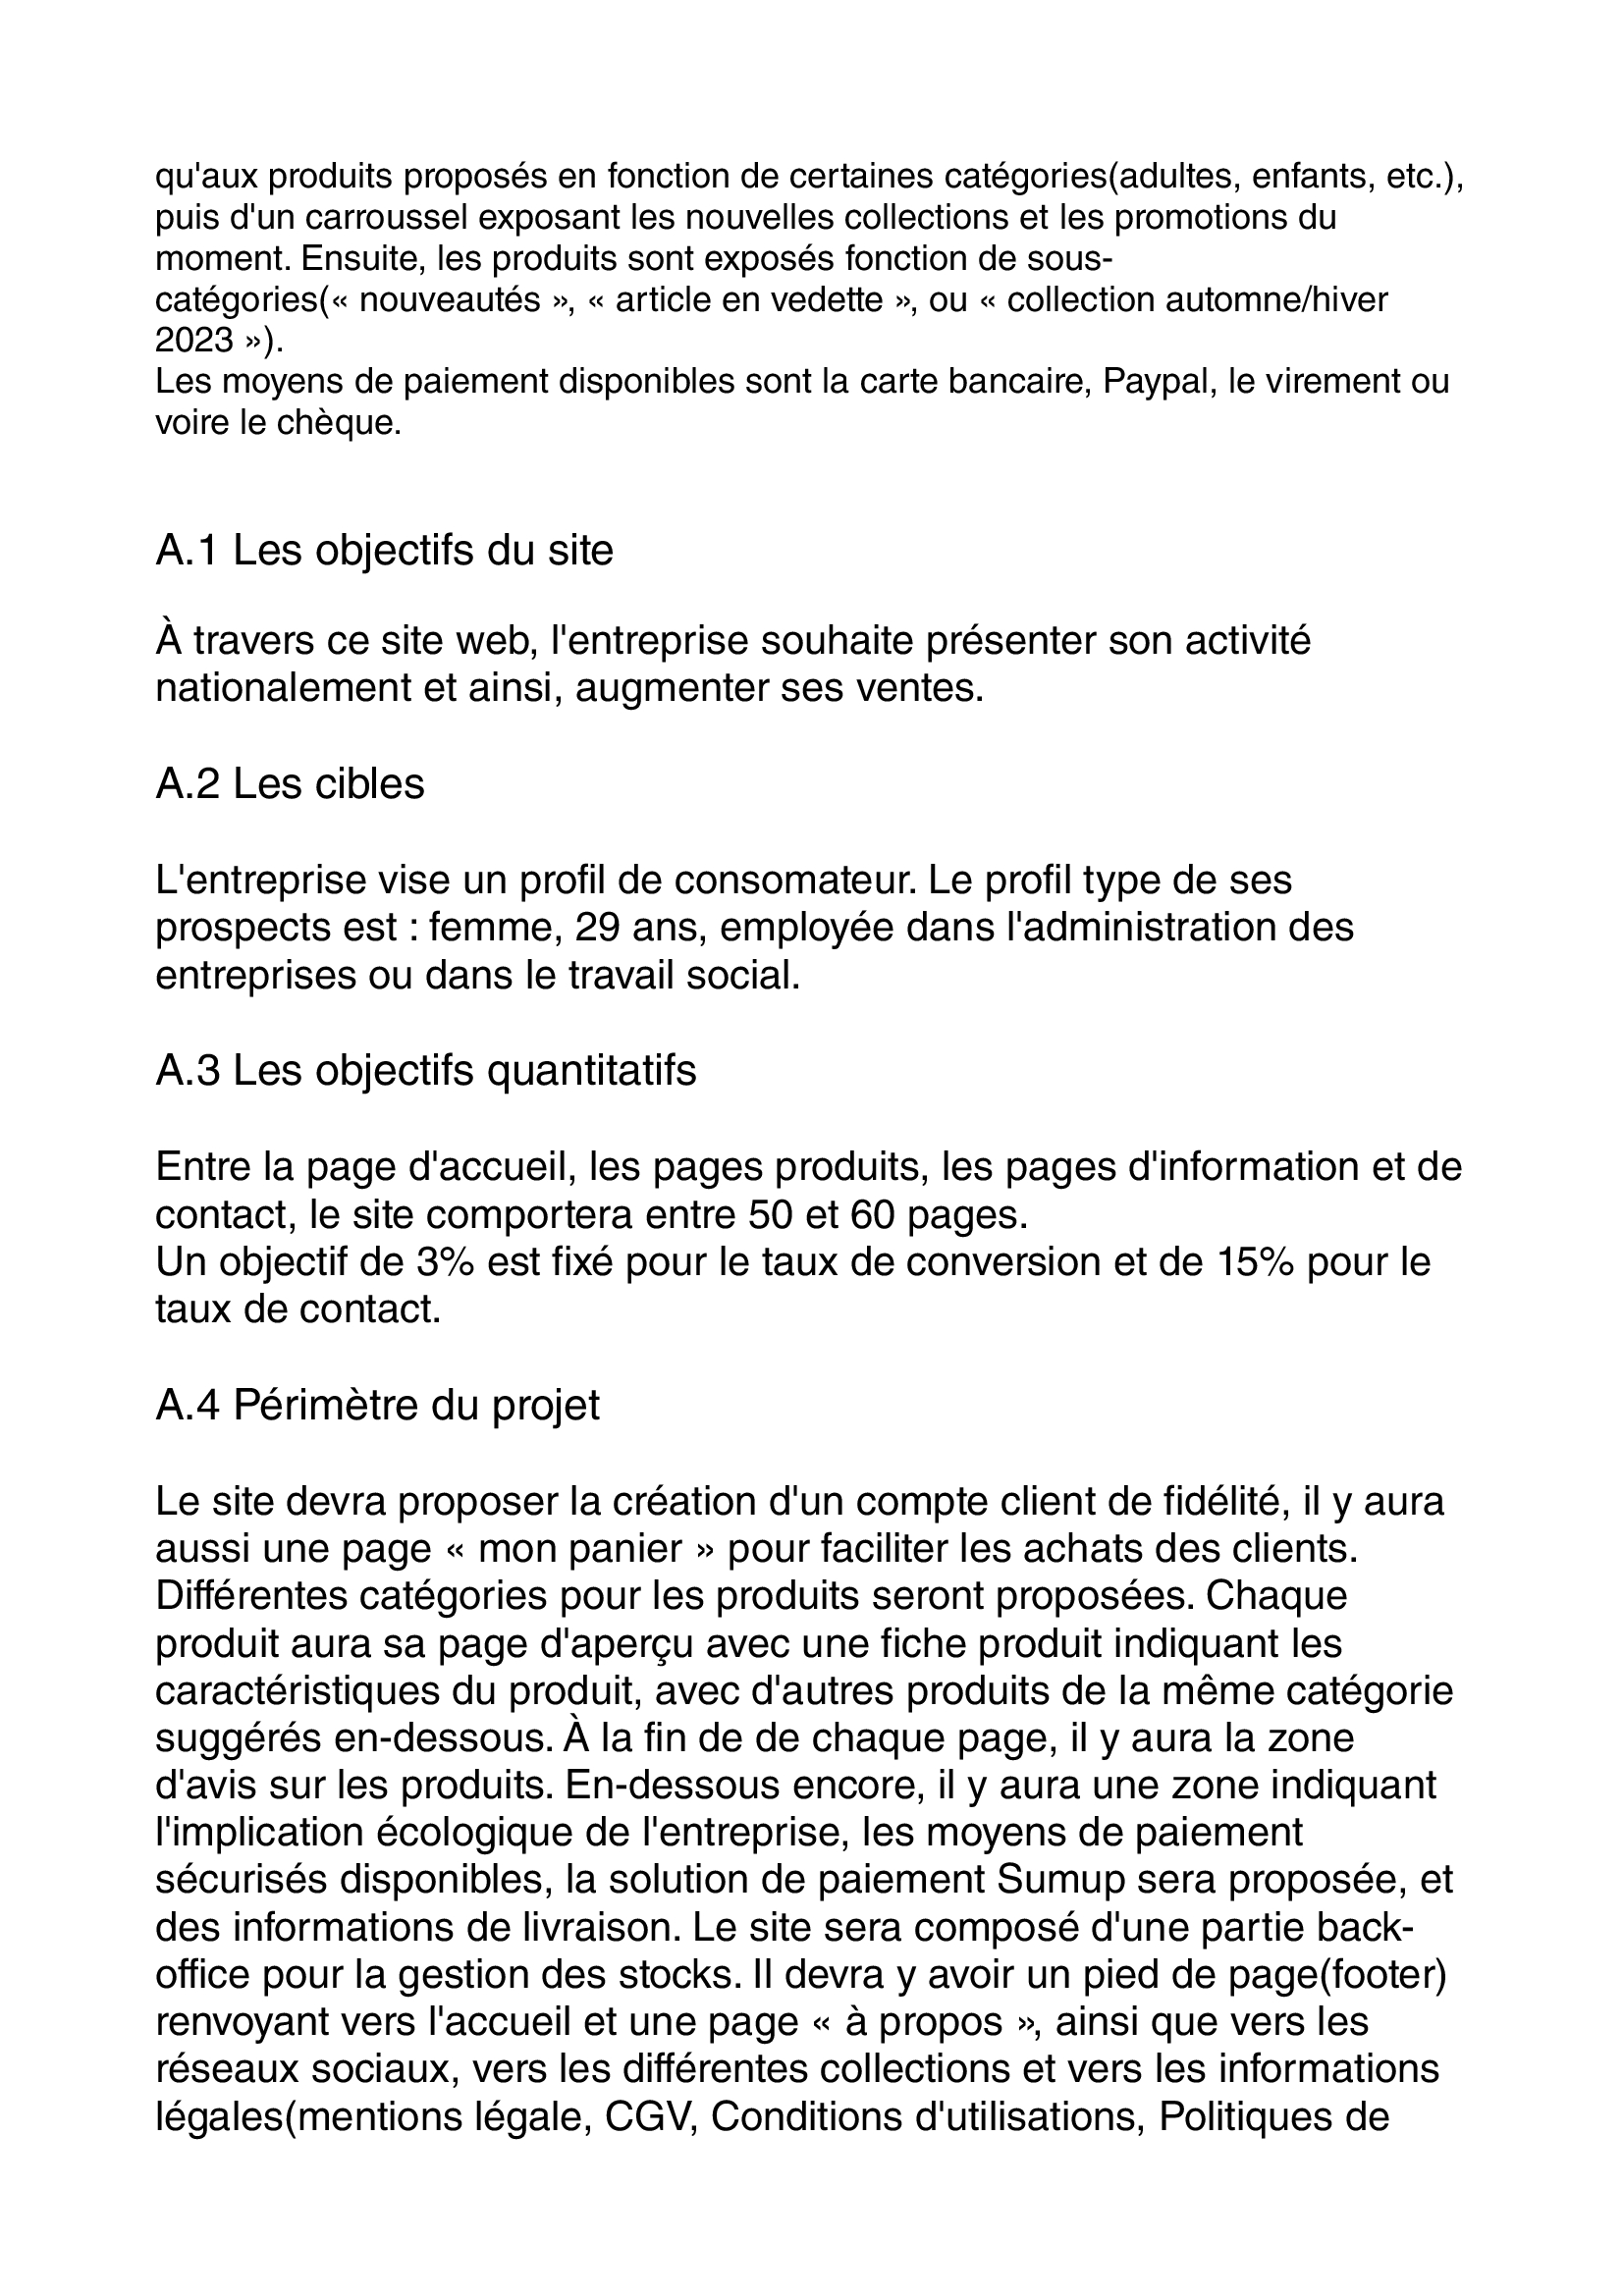 qu'aux produits proposés en fonction de certaines catégories(adultes, enfants, etc.),
puis d'un carroussel exposant les nouvelles collections et les promotions du
moment. Ensuite, les produits sont exposés fonction de sous-
catégories(« nouveautés », « article en vedette », ou « collection automne/hiver
2023 »).
Les moyens de paiement disponibles sont la carte bancaire, Paypal, le virement ou
voire le chèque.
A.1 Les objectifs du site
À travers ce site web, l'entreprise souhaite présenter son activité
nationalement et ainsi, augmenter ses ventes.
A.2 Les cibles
L'entreprise vise un profil de consomateur. Le profil type de ses
prospects est : femme, 29 ans, employée dans l'administration des
entreprises ou dans le travail social.
A.3 Les objectifs quantitatifs
Entre la page d'accueil, les pages produits, les pages d'information et de
contact, le site comportera entre 50 et 60 pages.
Un objectif de 3% est fixé pour le taux de conversion et de 15% pour le
taux de contact.
A.4 Périmètre du projet
Le site devra proposer la création d'un compte client de fidélité, il y aura
aussi une page « mon panier » pour faciliter les achats des clients.
Différentes catégories pour les produits seront proposées. Chaque
produit aura sa page d'aperçu avec une fiche produit indiquant les
caractéristiques du produit, avec d'autres produits de la même catégorie
suggérés en-dessous. À la fin de de chaque page, il y aura la zone
d'avis sur les produits. En-dessous encore, il y aura une zone indiquant
l'implication écologique de l'entreprise, les moyens de paiement
sécurisés disponibles, la solution de paiement Sumup sera proposée, et
des informations de livraison. Le site sera composé d'une partie back-
office pour la gestion des stocks. Il devra y avoir un pied de page(footer)
renvoyant vers l'accueil et une page « à propos », ainsi que vers les
réseaux sociaux, vers les différentes collections et vers les informations
légales(mentions légale, CGV, Conditions d'utilisations, Politiques de